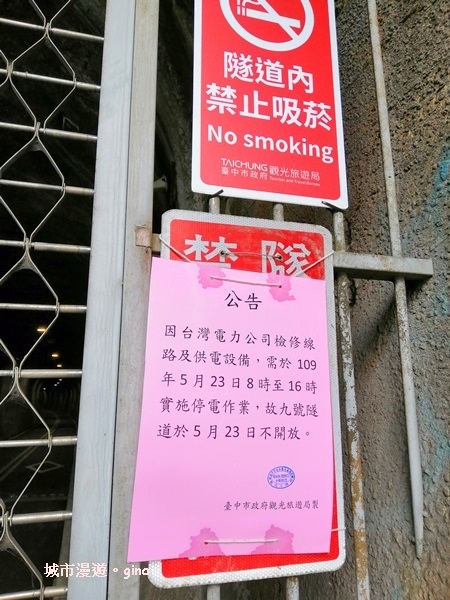 隧道內
禁止吸菸
No smoking
TAICHUNG
臺中市政府 觀光旅遊局
Tourism and Travel Bureau
禁 隧
公告
因台灣電力公司檢修線
路及供電設備，需於 109
年 5 月 23 日 8 時至 16 時
實施停電作業，故九號隧
道於 5 月 23 日不開放。
臺中市政府觀光旅遊局製
城市漫遊。gina